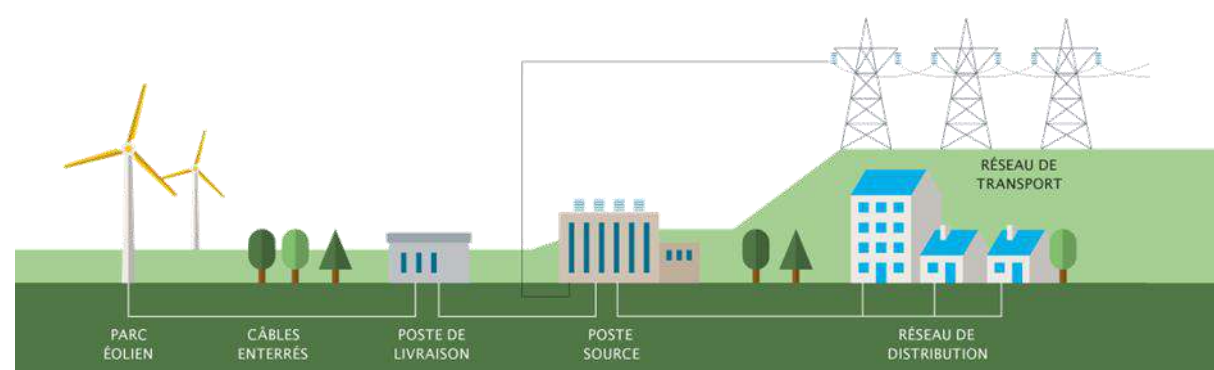 RÉSEAU DE
TRANSPORT
PARC
ÉOLIEN
CÂBLES
ENTERRÉS
POSTE DE
LIVRAISON
POSTE
SOURCE
RÉSEAU DE
DISTRIBUTION